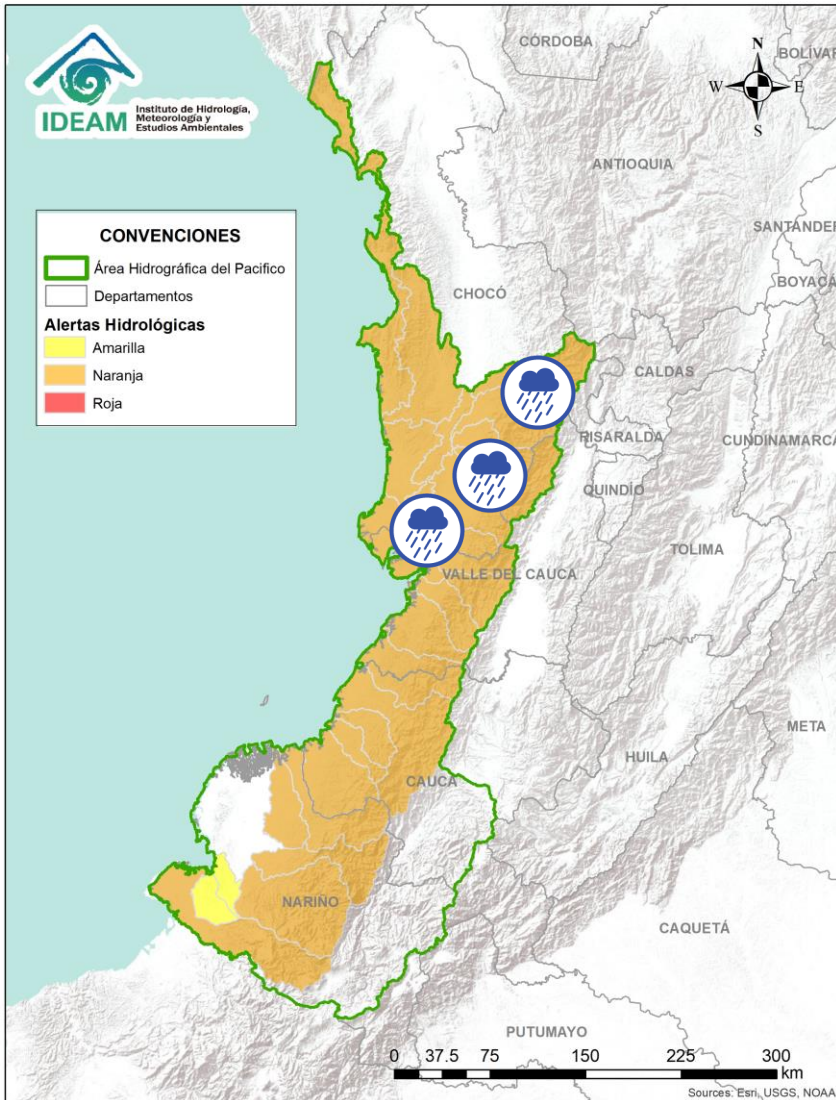 IDEAM
Instituto de Hidrología,
Meteorología y
Estudios Ambientales
CÓRDOBA
BOLÍVAR
N
W E
S
ANTIOQUIA
CONVENCIONES
Área Hidrográfica del Pacifico
Departamentos
Alertas Hidrológicas
Amarilla
Naranja
Roja
SANTANDER
BOYACÁ
CHOCÓ
CALDAS
RISARALDA
CUNDINAMARCA
QUINDÍO
TOLIMA
VALLE DEL CAUCA
META
HUILA
CAUCA
NARIÑO
CAQUETÁ
PUTUMAYO
0 37.5 75 150 225 300
km
Sources: Esri, USGS, NOAA